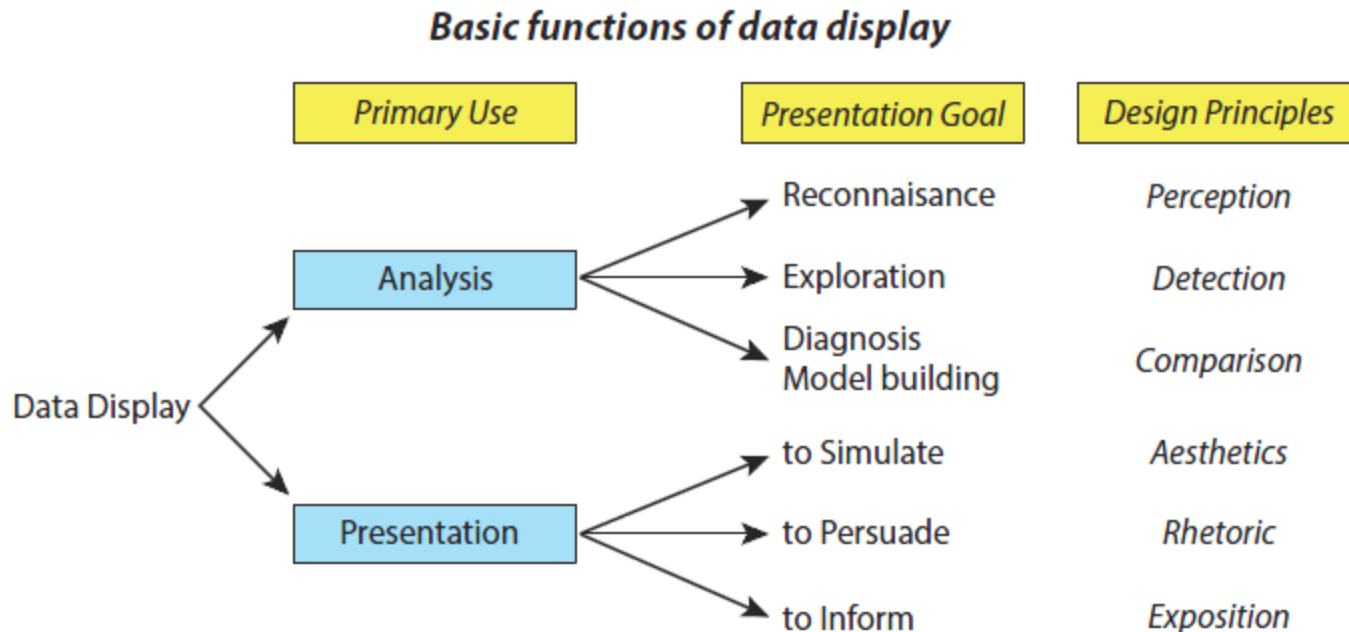 Basic functions of data display
Primary Use
Presentation Goal
Design Principles
Reconnaisance
Perception
Analysis
Exploration
Detection
Diagnosis
Model building
Comparison
Data Display
to Simulate
Aesthetics
Presentation
to Persuade
Rhetoric
to Inform
Exposition